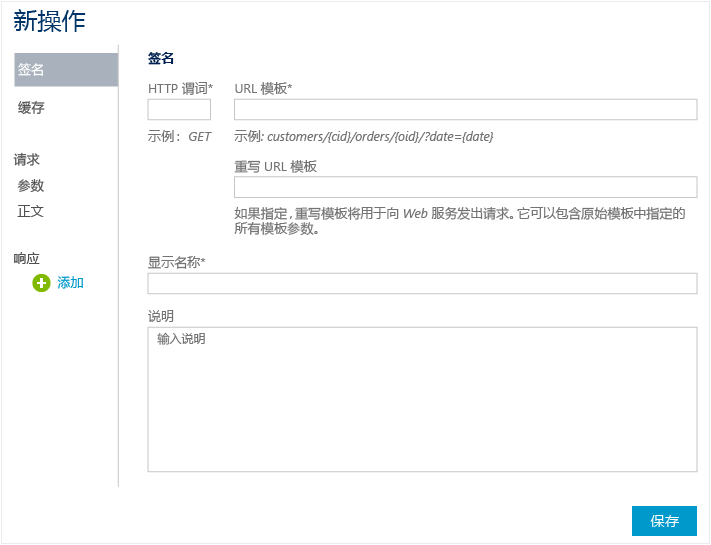 新操作
签名
缓存
请求
参数
正文
响应
添加
签名
HTTP 谓词* URL 模板*
示例： GET 示例: customers/{cid}/orders/{oid}/?date={date}
重写 URL 模板
如果指定，重写模板将用于向 Web 服务发出请求。它可以包含原始模板中指定的
所有模板参数。
显示名称*
说明
输入说明
保存